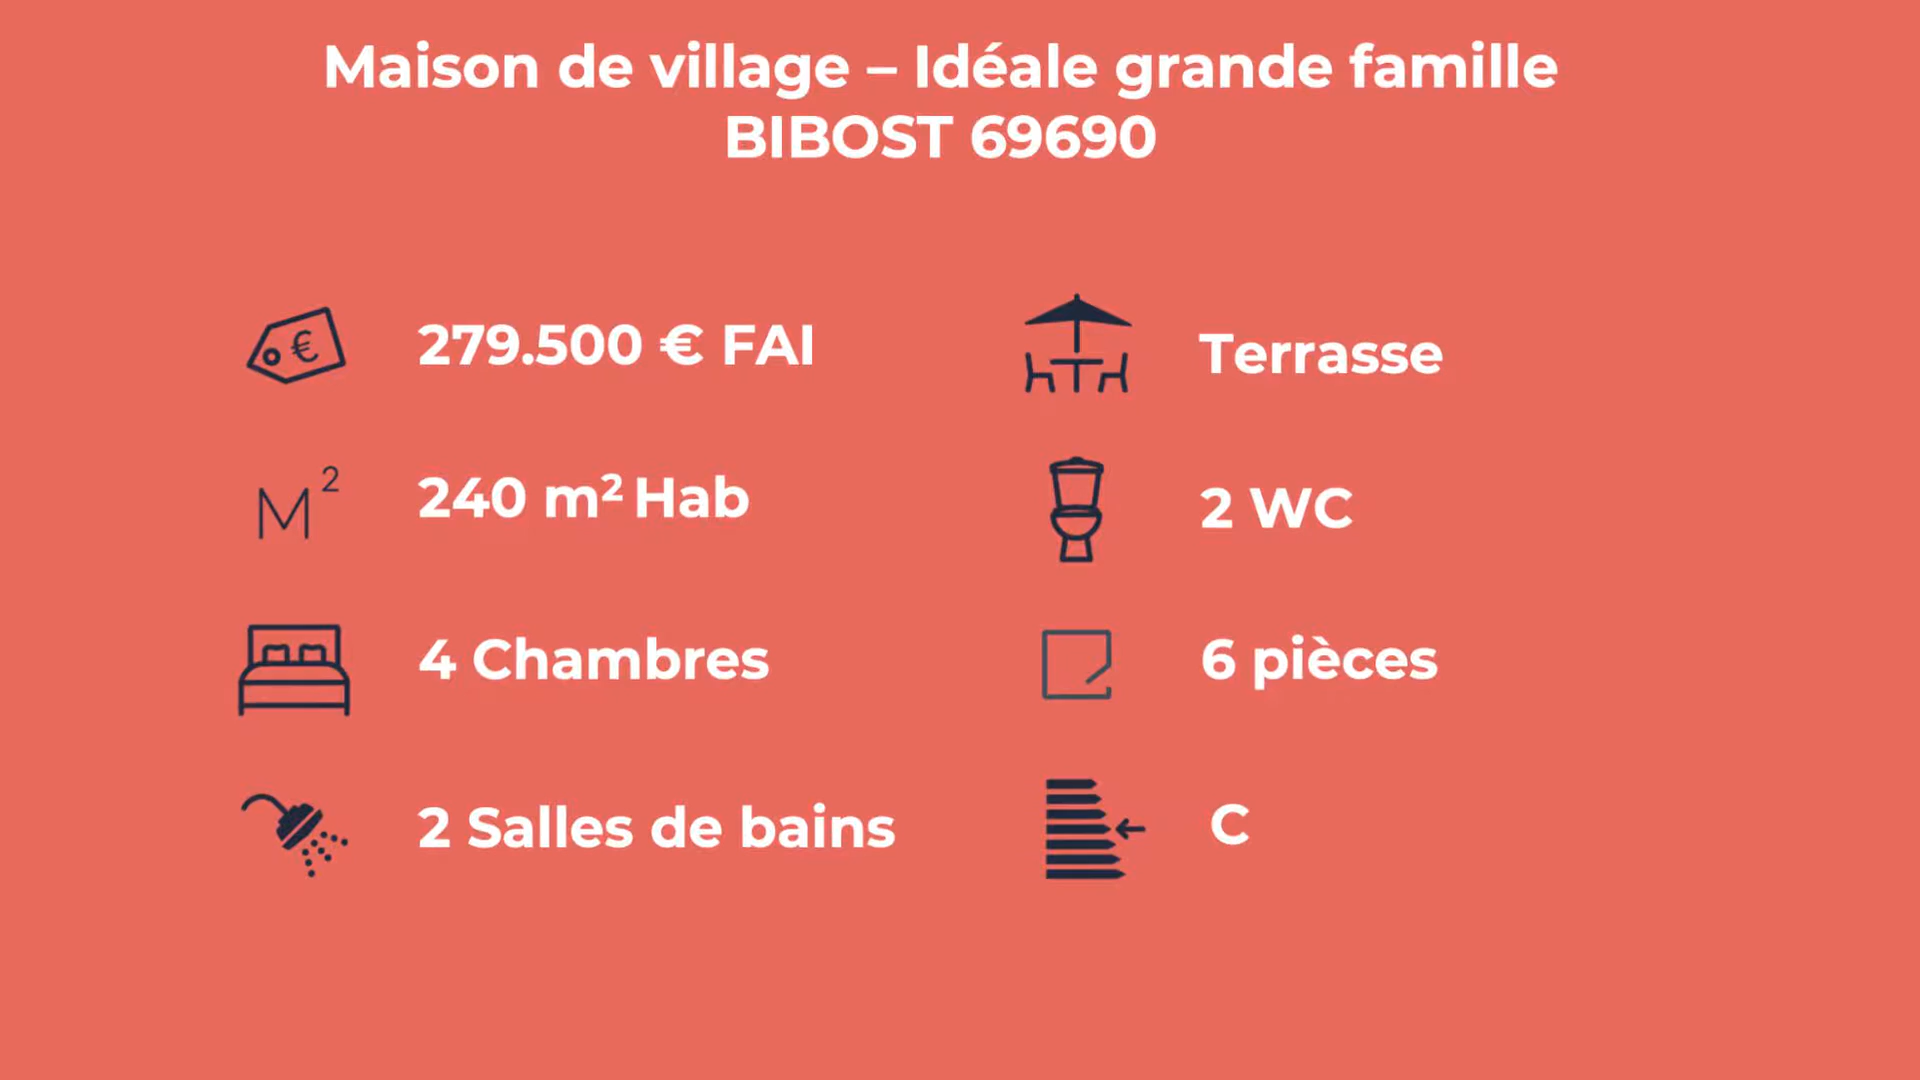 Maison de village – Idéale grande famille
BIBOST 69690
€
279.500 € FAI
Terrasse
M²
240 m² Hab
2 WC
4 Chambres
6 pièces
2 Salles de bains
C